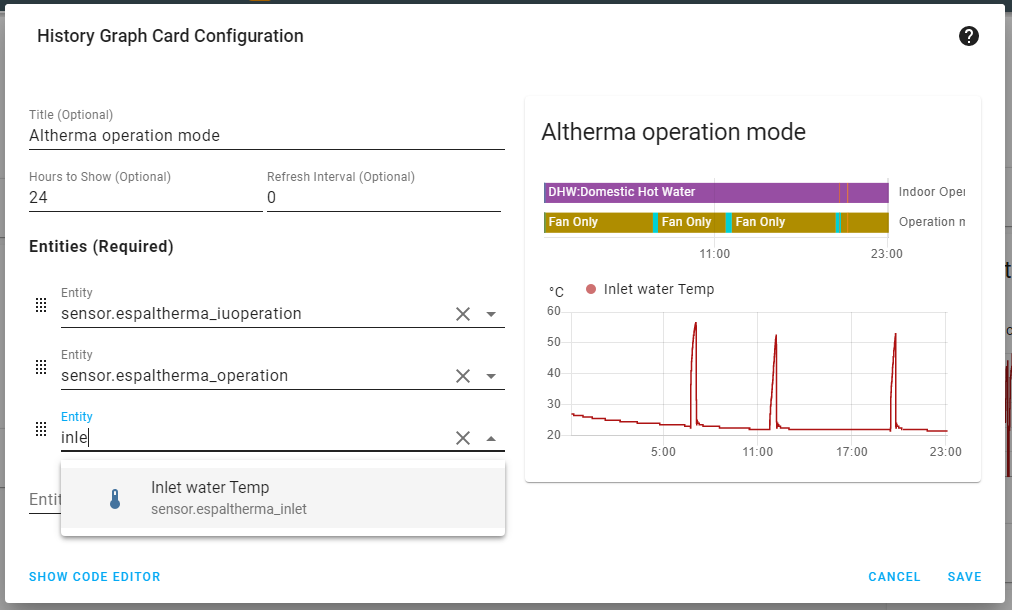 History Graph Card Configuration
Title (Optional)
Altherma operation mode
Hours to Show (Optional)
24
Refresh Interval (Optional)
0
Entities (Required)
Entity
sensor.espaltherma_iuoperation
Entity
sensor.espaltherma_operation
Entity
inle
Inlet water Temp
sensor.espaltherma_inlet
Entit
SHOW CODE EDITOR
Altherma operation mode
DHW:Domestic Hot Water
Indoor Oper
Fan Only Fan Only Fan Only
Operation m
11:00 23:00
°C
Inlet water Temp
60
50
40
30
20
5:00 11:00 17:00 23:00
CANCEL SAVE